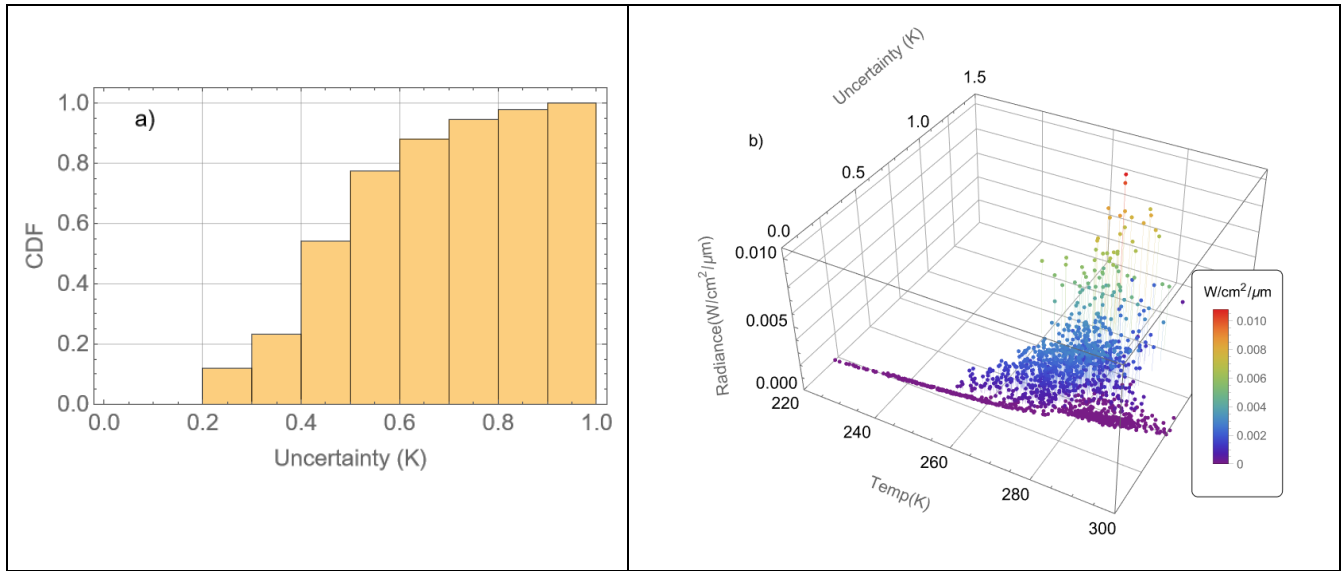 a)
CDF
1.0
0.8
0.6
0.4
0.2
0.0
0.0 0.2 0.4 0.6 0.8 1.0
Uncertainty (K)
b)
Uncertainty (K)
1.5
1.0
0.5
0.0
Radiance(W/cm²/μm)
0.010
0.005
0.000
220
240
260
280
300
Temp(K)
W/cm²/μm
0.010
0.008
0.006
0.004
0.002
0